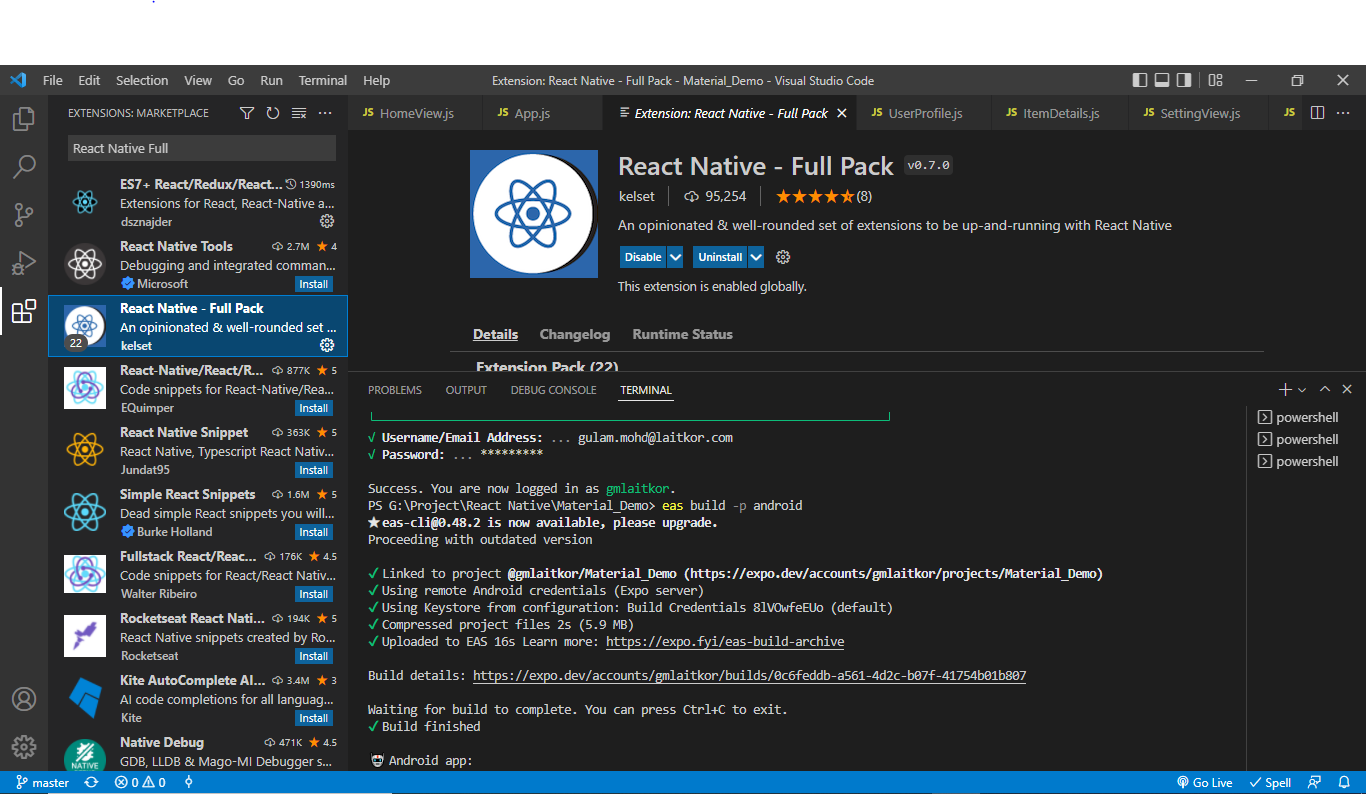 File Edit Selection View Go Run Terminal Help
Extension: React Native - Full Pack - Material_Demo - Visual Studio Code
EXTENSIONS: MARKETPLACE
React Native Full
ES7+ React/Redux/React... 1390ms
Extensions for React, React-Native a...
dsznajder
React Native Tools 2.7M ★ 4
Debugging and integrated comman...
Microsoft Install
React Native - Full Pack
An opinionated & well-rounded set ...
22 kelset
React-Native/React/R... 877K ★ 5
Code snippets for React-Native/Rea...
EQuimper Install
React Native Snippet 363K ★ 5
React Native, Typescript React Nativ...
Jundat95 Install
Simple React Snippets 1.6M ★ 5
Dead simple React snippets you will...
Burke Holland Install
Fullstack React/Reac... 176K ★ 4.5
Code snippets for React/React Nativ...
Walter Ribeiro Install
Rocketseat React Nati... 194K ★ 5
React Native snippets created by Ro...
Rocketseat Install
Kite AutoComplete AI... 3.4M ★ 3
AI code completions for all languag...
Kite Install
Native Debug 471K ★ 4.5
GDB, LLDB & Mago-MI Debugger s...
NATIVE
JS HomeView.js JS App.js Extension: React Native - Full Pack JS UserProfile.js JS ItemDetails.js JS SettingView.js JS
React Native - Full Pack v0.7.0
kelset 95,254 ★★★★★ (8)
An opinionated & well-rounded set of extensions to be up-and-running with React Native
Disable Uninstall
This extension is enabled globally.
Details Changelog Runtime Status
Extension Pack (22)
PROBLEMS OUTPUT DEBUG CONSOLE TERMINAL
√ Username/Email Address: ... gulam.mohd@laitkor.com
√ Password: ... *********
Success. You are now logged in as gmlaitkor.
PS G:\Project\React Native\Material_Demo> eas build -p android
★ eas-cli@0.48.2 is now available, please upgrade.
Proceeding with outdated version
✓ Linked to project @gmlaitkor/Material_Demo (https://expo.dev/accounts/gmlaitkor/projects/Material_Demo)
✓ Using remote Android credentials (Expo server)
✓ Using Keystore from configuration: Build Credentials 8lVOwfeEUo (default)
✓ Compressed project files 2s (5.9 MB)
✓ Uploaded to EAS 16s Learn more: https://expo.fyi/eas-build-archive
Build details: https://expo.dev/accounts/gmlaitkor/builds/0c6feddb-a561-4d2c-b07f-41754b01b807
Waiting for build to complete. You can press Ctrl+C to exit.
✓ Build finished
🤖 Android app:
powershell
powershell
powershell
master 0 0 Go Live Spell